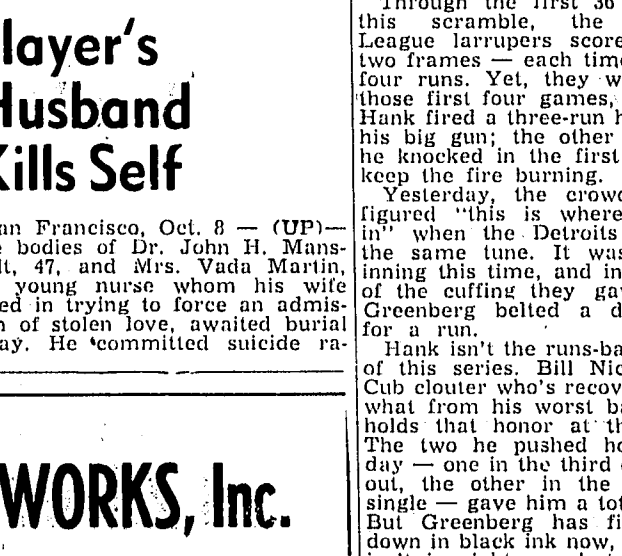 layer's
Husband
Kills Self
an Francisco, Oct. 8 — (UP)—
e bodies of Dr. John H. Mans-
lt, 47, and Mrs. Vada Martin,
young nurse whom his wife
ed in trying to force an admis-
n of stolen love, awaited burial
ay. He committed suicide ra-
WORKS, Inc.
Through the first 36
this scramble, the
League larrupers score
two frames — each time
four runs. Yet, they w
those first four games,
Hank fired a three-run h
his big gun; the other
he knocked in the first
keep the fire burning.
Yesterday, the crow
figured "this is where
in" when the Detroits
the same tune. It was
inning this time, and in
of the cuffing they ga
Greenberg belted a d
for a run.
Hank isn't the runs-ba
of this series. Bill Nic
Cub clouter who's recov
what from his worst b
holds that honor at th
The two he pushed ho
day — one in the third
out, the other in the
single — gave him a tot
But Greenberg has fi
down in black ink now,